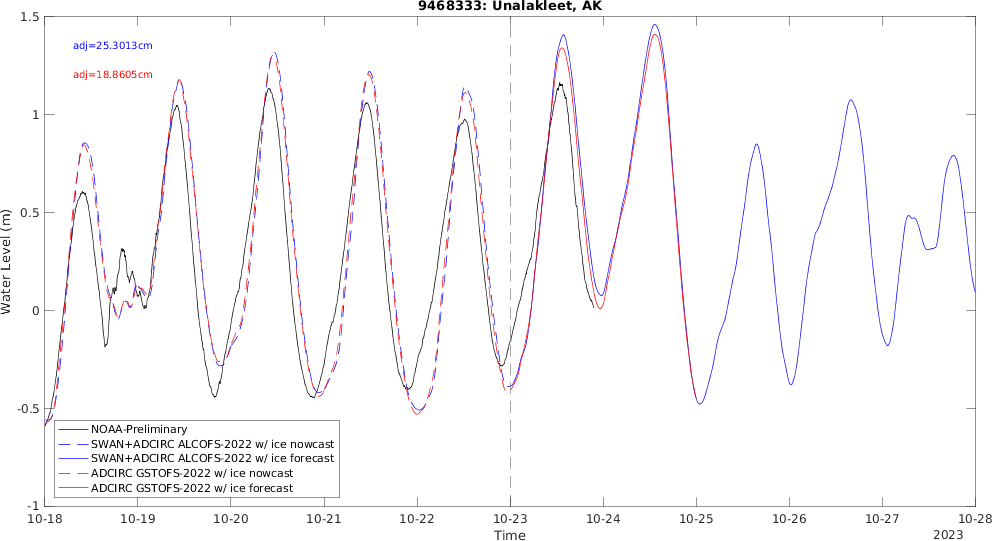 9468333: Unalakleet, AK
adj=25.3013cm
adj=18.8605cm
Water Level (m)
1.5
1
0.5
0
-0.5
-1
NOAA-Preliminary
SWAN+ADCIRC ALCOFS-2022 w/ ice nowcast
SWAN+ADCIRC ALCOFS-2022 w/ ice forecast
ADCIRC GSTOFS-2022 w/ ice nowcast
ADCIRC GSTOFS-2022 w/ ice forecast
10-18 10-19 10-20 10-21 10-22 10-23 10-24 10-25 10-26 10-27 10-28
Time
2023